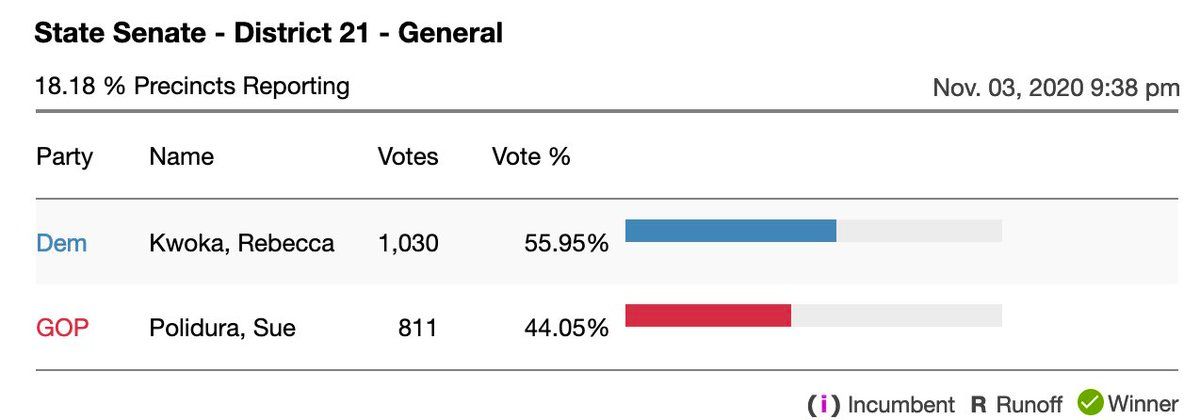 State Senate - District 21 - General
18.18 % Precincts Reporting Nov. 03, 2020 9:38 pm
Party Name Votes Vote %
Dem Kwoka, Rebecca 1,030 55.95%
GOP Polidura, Sue 811 44.05%
(i) Incumbent R Runoff Winner